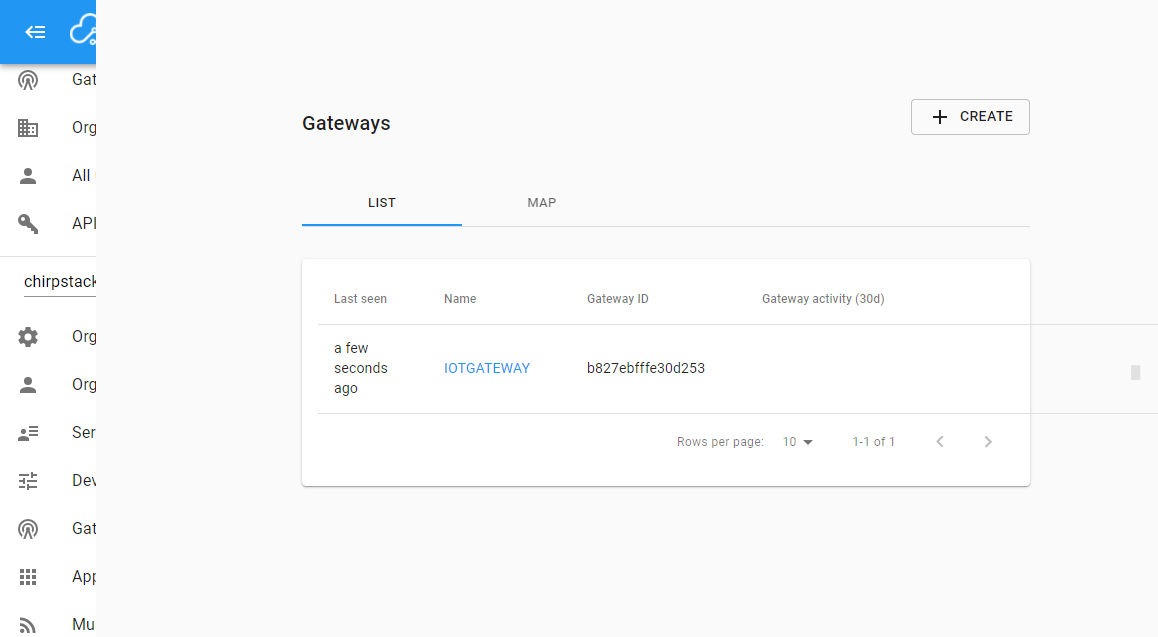 Gat
Org
All
API
chirpstack
Org
Org
Ser
Dev
Gat
App
Mu
Gateways
CREATE
LIST
MAP
Last seen Name Gateway ID Gateway activity (30d)
a few
seconds
ago
IOTGATEWAY
b827ebfffe30d253
Rows per page: 10 1-1 of 1